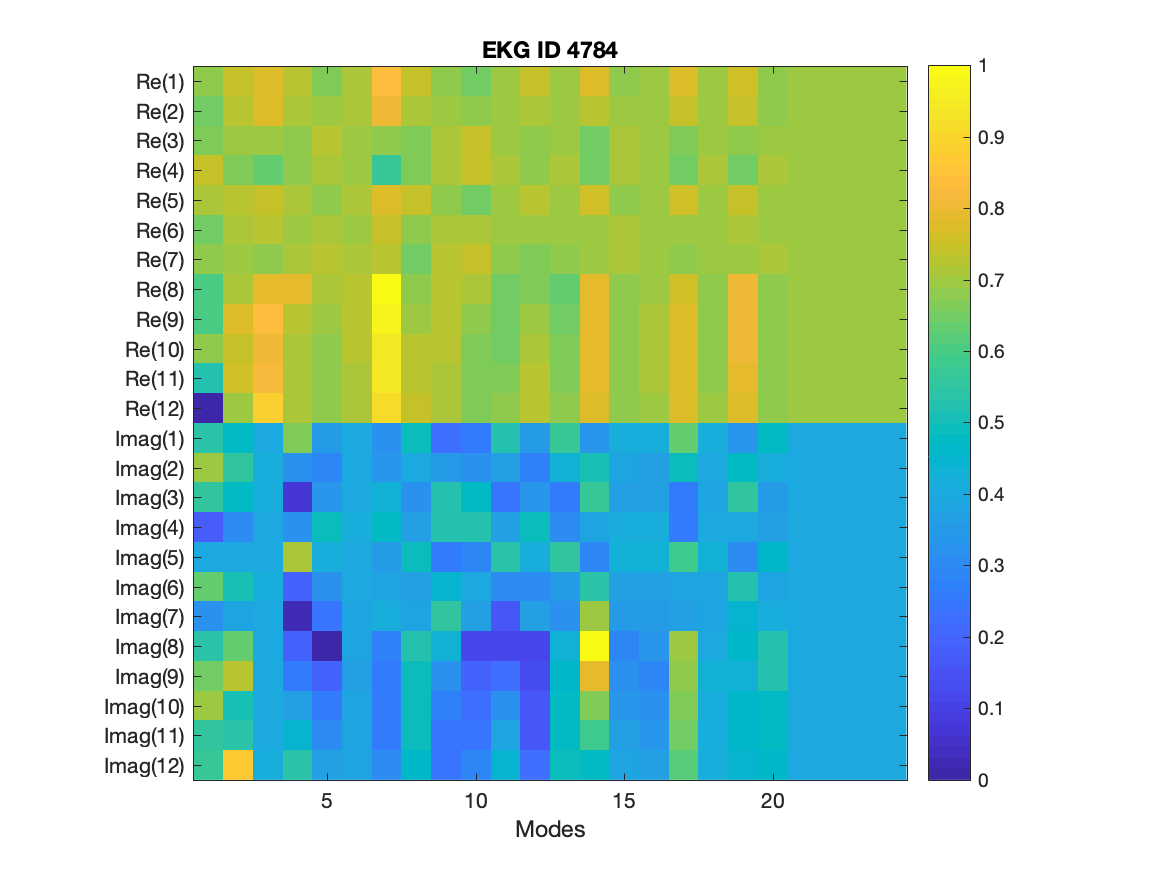 EKG ID 4784
Re(1)
Re(2)
Re(3)
Re(4)
Re(5)
Re(6)
Re(7)
Re(8)
Re(9)
Re(10)
Re(11)
Re(12)
Imag(1)
Imag(2)
Imag(3)
Imag(4)
Imag(5)
Imag(6)
Imag(7)
Imag(8)
Imag(9)
Imag(10)
Imag(11)
Imag(12)
5 10 15 20
Modes
1
0.9
0.8
0.7
0.6
0.5
0.4
0.3
0.2
0.1
0